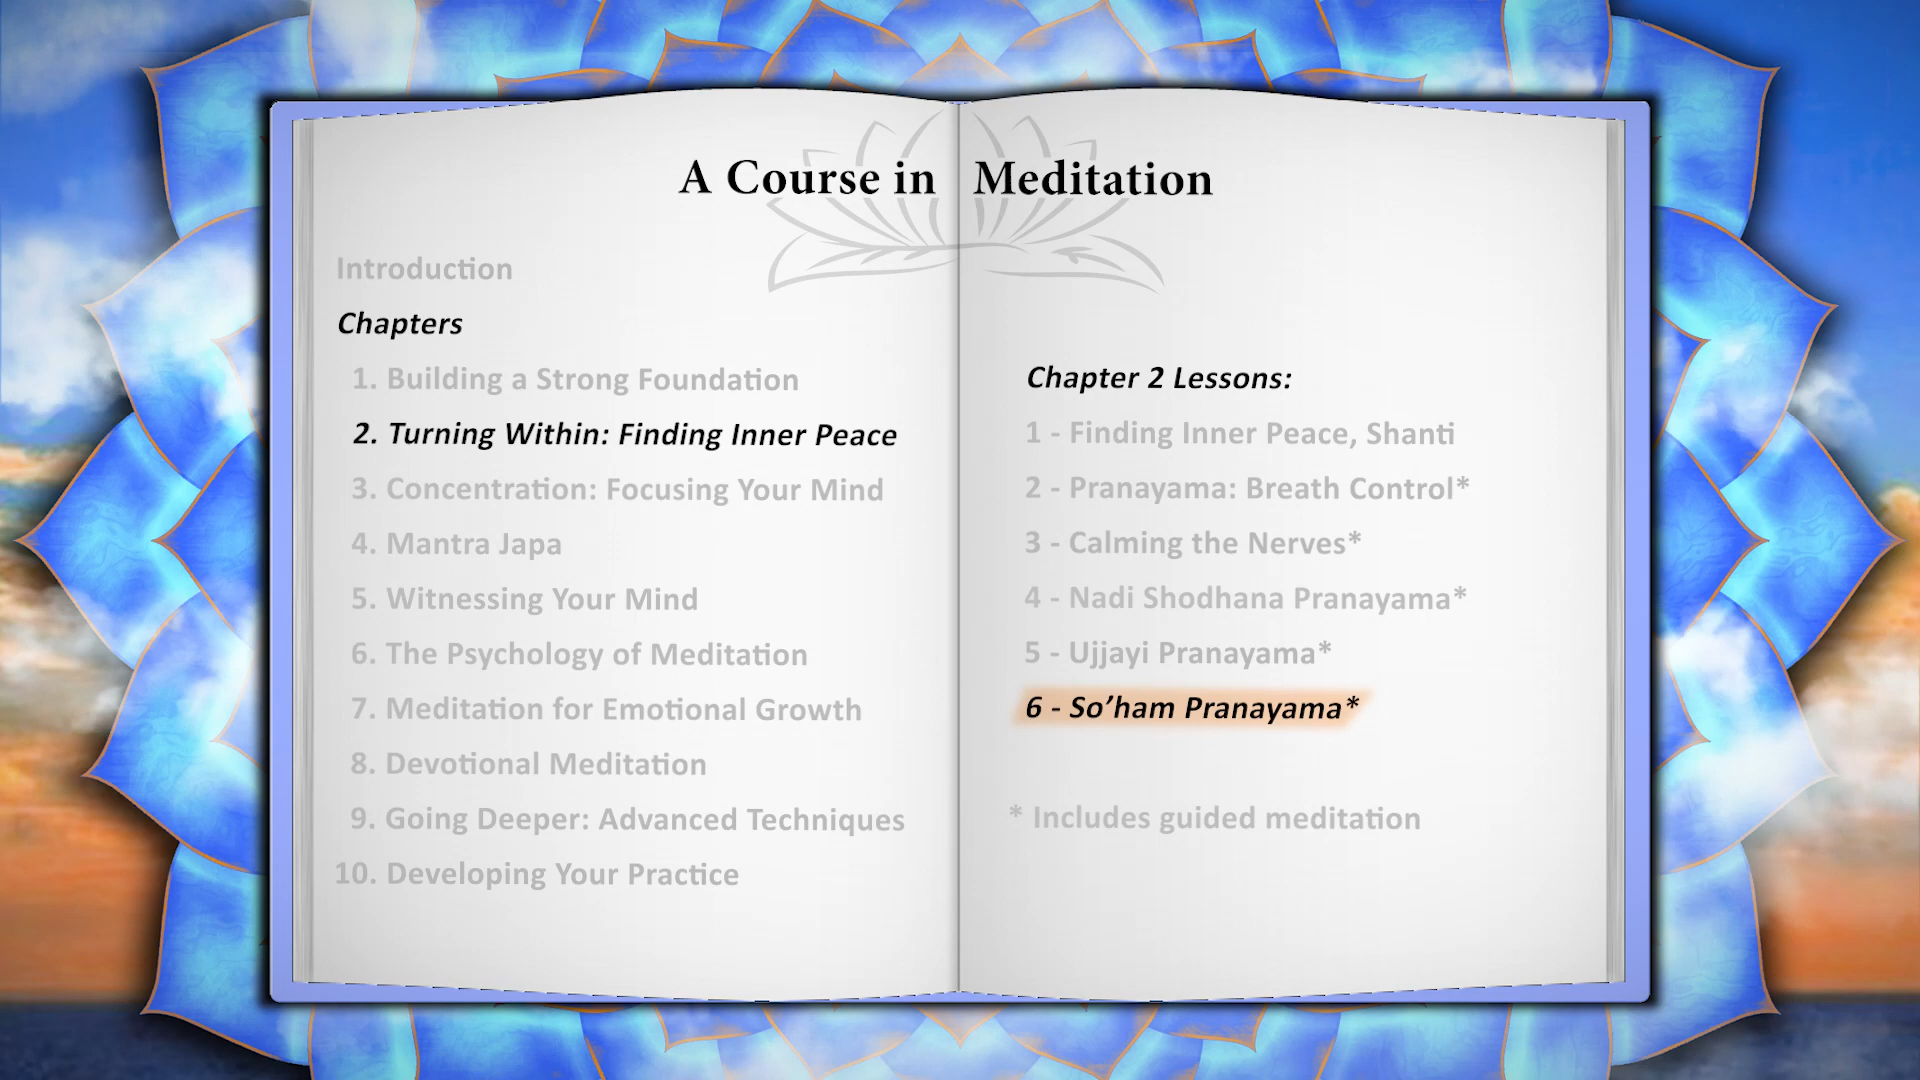 A Course in Meditation
Introduction
Chapters
1. Building a Strong Foundation
2. Turning Within: Finding Inner Peace
3. Concentration: Focusing Your Mind
4. Mantra Japa
5. Witnessing Your Mind
6. The Psychology of Meditation
7. Meditation for Emotional Growth
8. Devotional Meditation
9. Going Deeper: Advanced Techniques
10. Developing Your Practice
Chapter 2 Lessons:
1 - Finding Inner Peace, Shanti
2 - Pranayama: Breath Control*
3 - Calming the Nerves*
4 - Nadi Shodhana Pranayama*
5 - Ujjayi Pranayama*
6 - So’ham Pranayama*
* Includes guided meditation